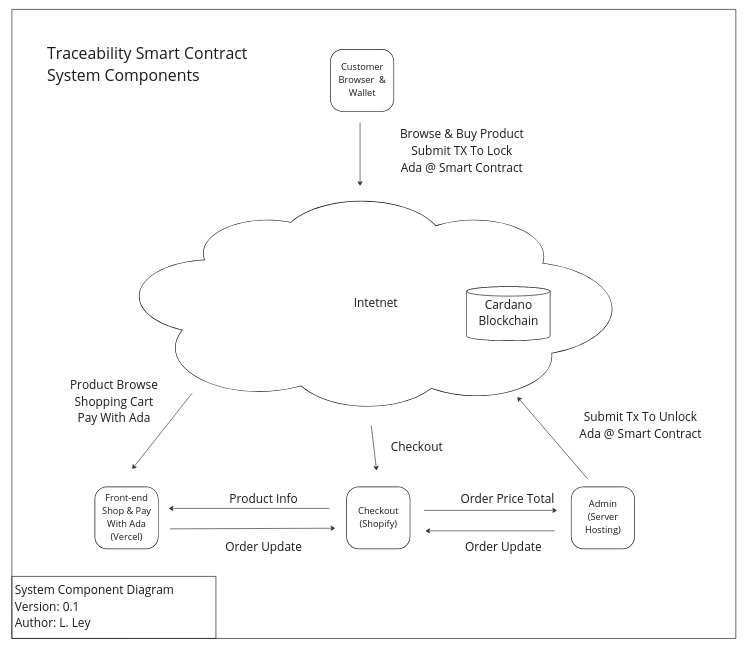 Traceability Smart Contract
System Components
Customer
Browser &
Wallet
Browse & Buy Product
Submit TX To Lock
Ada @ Smart Contract
Intetnet
Cardano
Blockchain
Product Browse
Shopping Cart
Pay With Ada
Checkout
Submit Tx To Unlock
Ada @ Smart Contract
Front-end
Shop & Pay
With Ada
(Vercel)
Product Info
Order Update
Checkout
(Shopify)
Order Price Total
Order Update
Admin
(Server
Hosting)
System Component Diagram
Version: 0.1
Author: L. Ley